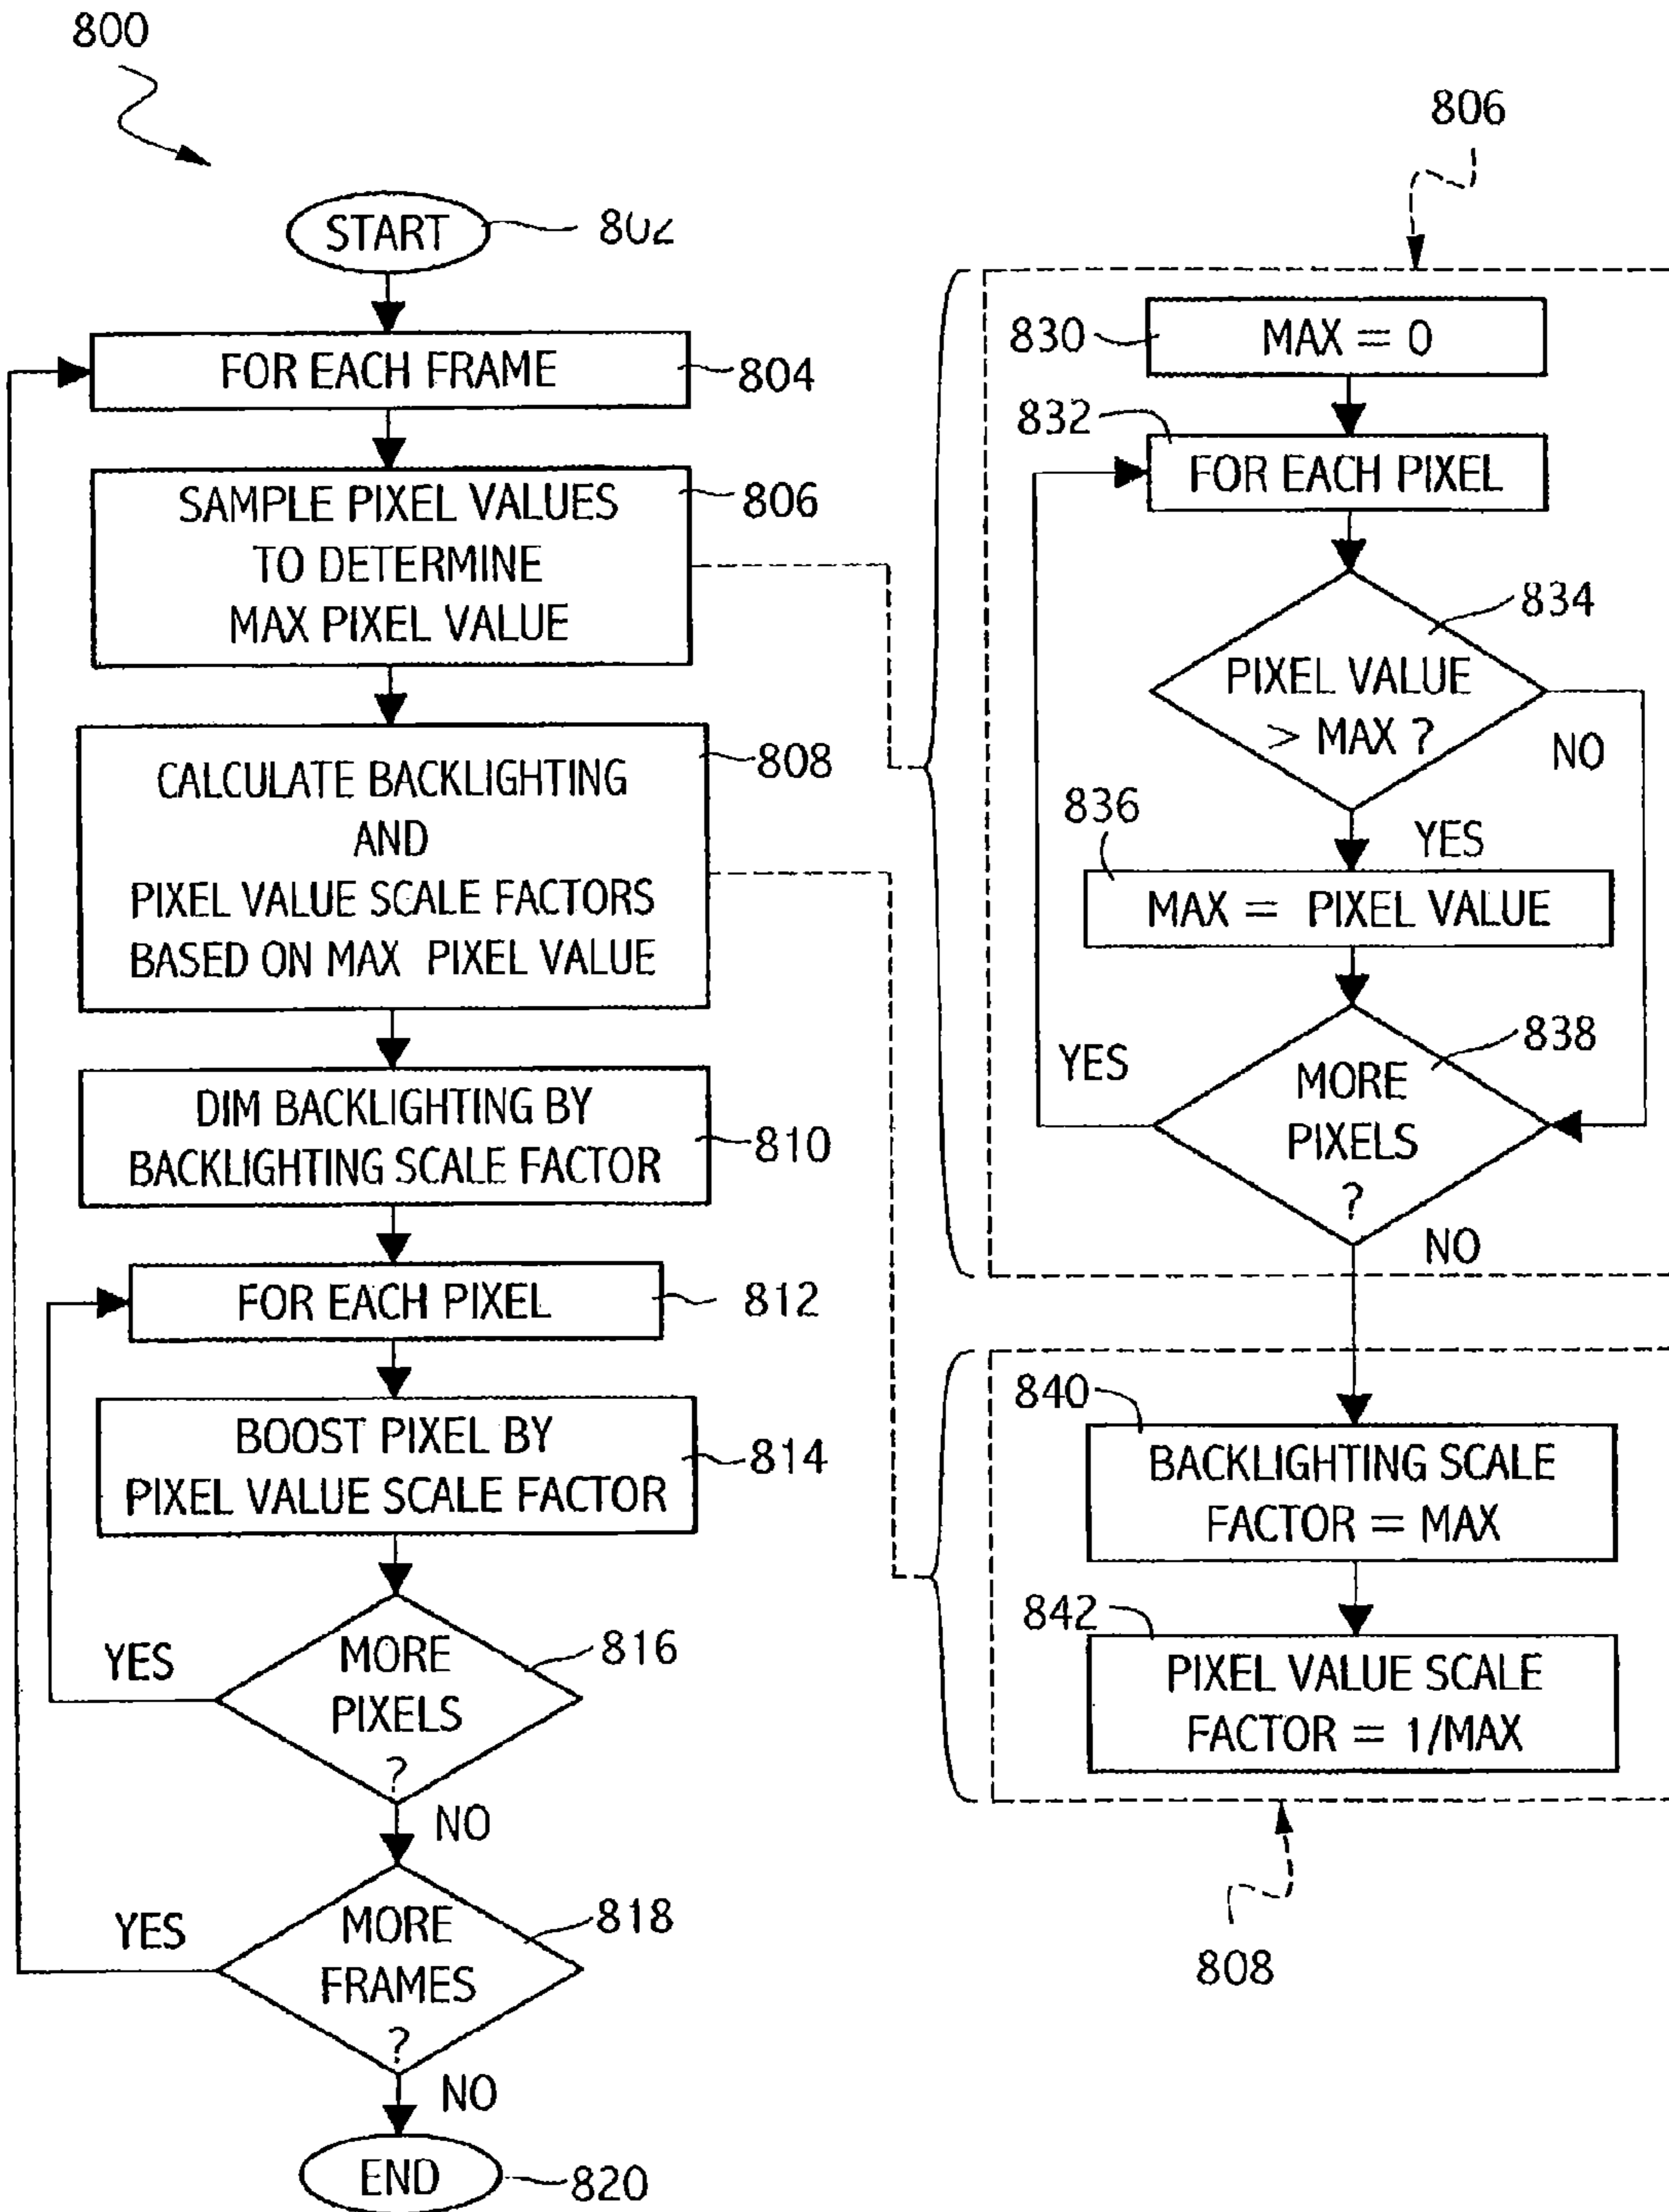 800
START
802
FOR EACH FRAME
804
SAMPLE PIXEL VALUES
TO DETERMINE
MAX PIXEL VALUE
806
CALCULATE BACKLIGHTING
AND
PIXEL VALUE SCALE FACTORS
BASED ON MAX PIXEL VALUE
808
DIM BACKLIGHTING BY
BACKLIGHTING SCALE FACTOR
810
FOR EACH PIXEL
812
BOOST PIXEL BY
PIXEL VALUE SCALE FACTOR
814
MORE
PIXELS
?
816
YES
NO
MORE
FRAMES
?
818
YES
NO
END
820
806
830
MAX = 0
832
FOR EACH PIXEL
834
PIXEL VALUE
> MAX ?
NO
YES
836
MAX = PIXEL VALUE
838
MORE
PIXELS
?
YES
NO
840
BACKLIGHTING SCALE
FACTOR = MAX
842
PIXEL VALUE SCALE
FACTOR = 1/MAX
808